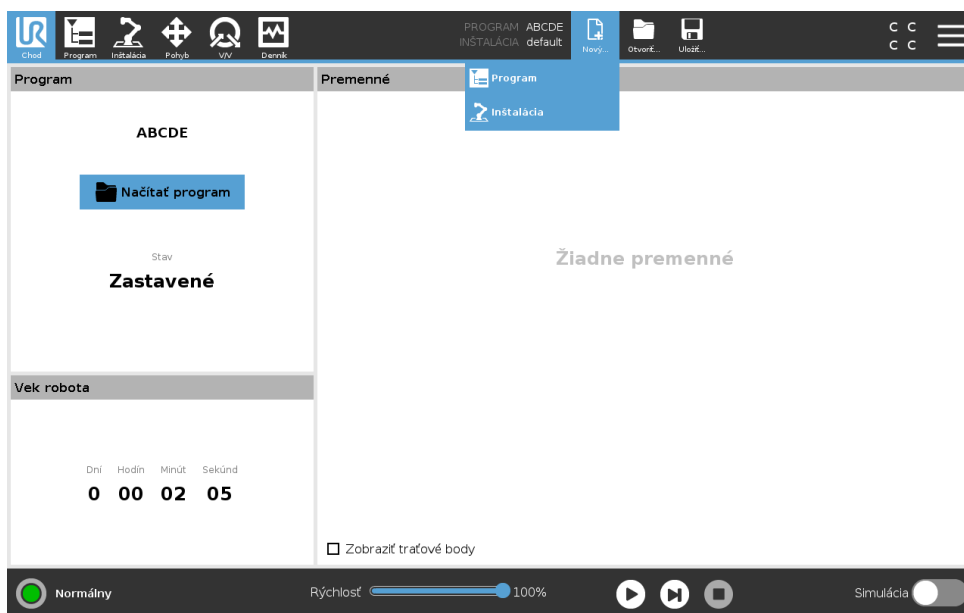 Chod Program Inštalácia Pohyb V/V Denník
PROGRAM ABCDE
INŠTALÁCIA default
Nový... Otvoriť... Uložiť...
C C
C C
Program
Inštalácia
Program
ABCDE
Načítať program
Stav
Zastavené
Vek robota
Dní Hodín Minút Sekúnd
0 00 02 05
Premenné
Žiadne premenné
Zobraziť traťové body
Normálny
Rýchlosť 100%
Simulácia